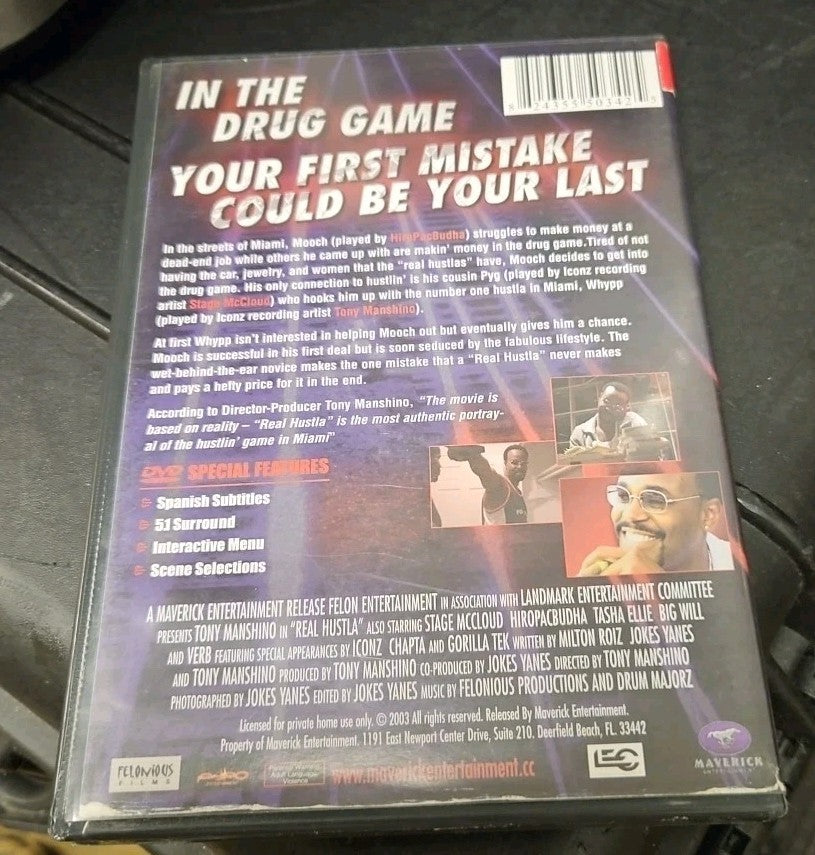 IN THE
DRUG GAME
YOUR FIRST MISTAKE
COULD BE YOUR LAST
8 24355 50342 5
In the streets of Miami, Mooch (played by HiroPacBudha) struggles to make money at a
dead-end job while others he came up with are makin' money in the drug game.Tired of not
having the car, jewelry, and women that the "real hustlas" have, Mooch decides to get into
the drug game. His only connection to hustlin' is his cousin Pyg (played by Iconz recording
artist Stage McCloud) who hooks him up with the number one hustla in Miami, Whypp
(played by Iconz recording artist Tony Manshino).
At first Whypp isn't interested in helping Mooch out but eventually gives him a chance.
Mooch is successful in his first deal but is soon seduced by the fabulous lifestyle. The
wet-behind-the-ear novice makes the one mistake that a "Real Hustla" never makes
and pays a hefty price for it in the end.
According to Director-Producer Tony Manshino, "The movie is
based on reality – "Real Hustla" is the most authentic portray-
al of the hustlin' game in Miami"
DVD SPECIAL FEATURES
Spanish Subtitles
5.1 Surround
Interactive Menu
Scene Selections
A MAVERICK ENTERTAINMENT RELEASE FELON ENTERTAINMENT IN ASSOCIATION WITH LANDMARK ENTERTAINMENT COMMITTEE
PRESENTS TONY MANSHINO IN "REAL HUSTLA" ALSO STARRING STAGE MCCLOUD HIROPACBUDHA TASHA ELLIE BIG WILL
AND VERB FEATURING SPECIAL APPEARANCES BY ICONZ CHAPTA AND GORILLA TEK WRITTEN BY MILTON ROIZ JOKES YANES
AND TONY MANSHINO PRODUCED BY TONY MANSHINO CO-PRODUCED BY JOKES YANES DIRECTED BY TONY MANSHINO
PHOTOGRAPHED BY JOKES YANES EDITED BY JOKES YANES MUSIC BY FELONIOUS PRODUCTIONS AND DRUM MAJORZ
Licensed for private home use only. © 2003 All rights reserved. Released By Maverick Entertainment.
Property of Maverick Entertainment. 1191 East Newport Center Drive, Suite 210. Deerfield Beach, FL. 33442
FELONIOUS
FILMS
Parental Warning
Adult Language
Violence
www.maverickentertainment.cc
LEC
MAVERICK
ENTERTAINMENT